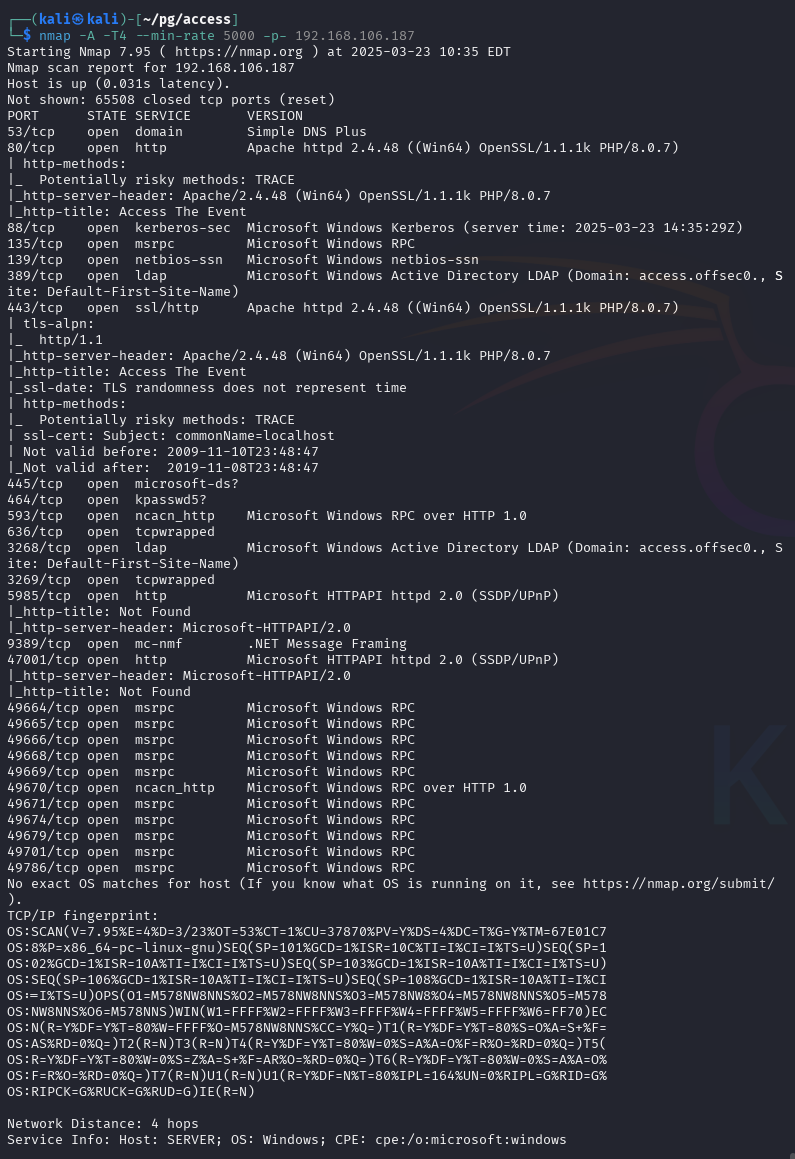 ┌──(kali㉿kali)-[~/pg/access]
└─$ nmap -A -T4 --min-rate 5000 -p- 192.168.106.187
Starting Nmap 7.95 ( https://nmap.org ) at 2025-03-23 10:35 EDT
Nmap scan report for 192.168.106.187
Host is up (0.031s latency).
Not shown: 65508 closed tcp ports (reset)
PORT      STATE SERVICE       VERSION
53/tcp    open  domain        Simple DNS Plus
80/tcp    open  http          Apache httpd 2.4.48 ((Win64) OpenSSL/1.1.1k PHP/8.0.7)
| http-methods:
|_  Potentially risky methods: TRACE
|_http-server-header: Apache/2.4.48 (Win64) OpenSSL/1.1.1k PHP/8.0.7
|_http-title: Access The Event
88/tcp    open  kerberos-sec  Microsoft Windows Kerberos (server time: 2025-03-23 14:35:29Z)
135/tcp   open  msrpc         Microsoft Windows RPC
139/tcp   open  netbios-ssn   Microsoft Windows netbios-ssn
389/tcp   open  ldap          Microsoft Windows Active Directory LDAP (Domain: access.offsec0., S
ite: Default-First-Site-Name)
443/tcp   open  ssl/http      Apache httpd 2.4.48 ((Win64) OpenSSL/1.1.1k PHP/8.0.7)
| tls-alpn:
|_  http/1.1
|_http-server-header: Apache/2.4.48 (Win64) OpenSSL/1.1.1k PHP/8.0.7
|_http-title: Access The Event
|_ssl-date: TLS randomness does not represent time
| http-methods:
|_  Potentially risky methods: TRACE
| ssl-cert: Subject: commonName=localhost
| Not valid before: 2009-11-10T23:48:47
|_Not valid after:  2019-11-08T23:48:47
445/tcp   open  microsoft-ds?
464/tcp   open  kpasswd5?
593/tcp   open  ncacn_http    Microsoft Windows RPC over HTTP 1.0
636/tcp   open  tcpwrapped
3268/tcp  open  ldap          Microsoft Windows Active Directory LDAP (Domain: access.offsec0., S
ite: Default-First-Site-Name)
3269/tcp  open  tcpwrapped
5985/tcp  open  http          Microsoft HTTPAPI httpd 2.0 (SSDP/UPnP)
|_http-title: Not Found
|_http-server-header: Microsoft-HTTPAPI/2.0
9389/tcp  open  mc-nmf        .NET Message Framing
47001/tcp open  http          Microsoft HTTPAPI httpd 2.0 (SSDP/UPnP)
|_http-server-header: Microsoft-HTTPAPI/2.0
|_http-title: Not Found
49664/tcp open  msrpc         Microsoft Windows RPC
49665/tcp open  msrpc         Microsoft Windows RPC
49666/tcp open  msrpc         Microsoft Windows RPC
49668/tcp open  msrpc         Microsoft Windows RPC
49669/tcp open  msrpc         Microsoft Windows RPC
49670/tcp open  ncacn_http    Microsoft Windows RPC over HTTP 1.0
49671/tcp open  msrpc         Microsoft Windows RPC
49674/tcp open  msrpc         Microsoft Windows RPC
49679/tcp open  msrpc         Microsoft Windows RPC
49701/tcp open  msrpc         Microsoft Windows RPC
49786/tcp open  msrpc         Microsoft Windows RPC
No exact OS matches for host (If you know what OS is running on it, see https://nmap.org/submit/
).
TCP/IP fingerprint:
OS:SCAN(V=7.95%E=4%D=3/23%OT=53%CT=1%CU=37870%PV=Y%DS=4%DC=T%G=Y%TM=67E01C7
OS:8%P=x86_64-pc-linux-gnu)SEQ(SP=101%GCD=1%ISR=10C%TI=I%CI=I%TS=U)SEQ(SP=1
OS:02%GCD=1%ISR=10A%TI=I%CI=I%TS=U)SEQ(SP=103%GCD=1%ISR=10A%TI=I%CI=I%TS=U)
OS:SEQ(SP=106%GCD=1%ISR=10A%TI=I%CI=I%TS=U)SEQ(SP=108%GCD=1%ISR=10A%TI=I%CI
OS:=I%TS=U)OPS(O1=M578NW8NNS%O2=M578NW8NNS%O3=M578NW8%O4=M578NW8NNS%O5=M578
OS:NW8NNS%O6=M578NNS)WIN(W1=FFFF%W2=FFFF%W3=FFFF%W4=FFFF%W5=FFFF%W6=FF70)EC
OS:N(R=Y%DF=Y%T=80%W=FFFF%O=M578NW8NNS%CC=Y%Q=)T1(R=Y%DF=Y%T=80%S=O%A=S+%F=
OS:AS%RD=0%Q=)T2(R=N)T3(R=N)T4(R=Y%DF=Y%T=80%W=0%S=A%A=O%F=R%O=%RD=0%Q=)T5(
OS:R=Y%DF=Y%T=80%W=0%S=Z%A=S+%F=AR%O=%RD=0%Q=)T6(R=Y%DF=Y%T=80%W=0%S=A%A=O%
OS:F=R%O=%RD=0%Q=)T7(R=N)U1(R=N)U1(R=Y%DF=N%T=80%IPL=164%UN=0%RIPL=G%RID=G%
OS:RIPCK=G%RUCK=G%RUD=G)IE(R=N)

Network Distance: 4 hops
Service Info: Host: SERVER; OS: Windows; CPE: cpe:/o:microsoft:windows
K